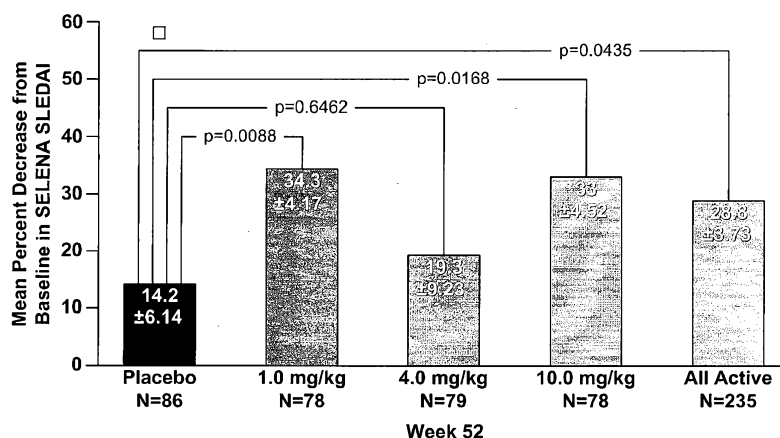 Mean Percent Decrease from
Baseline in SELENA SLEDAI
60
50
40
30
20
10
0
p=0.0435
p=0.0168
p=0.6462
p=0.0088
14.2
±6.14
34.3
±4.17
19.3
±9.23
33
±4.52
28.8
±3.73
Placebo
N=86
1.0 mg/kg
N=78
4.0 mg/kg
N=79
10.0 mg/kg
N=78
All Active
N=235
Week 52